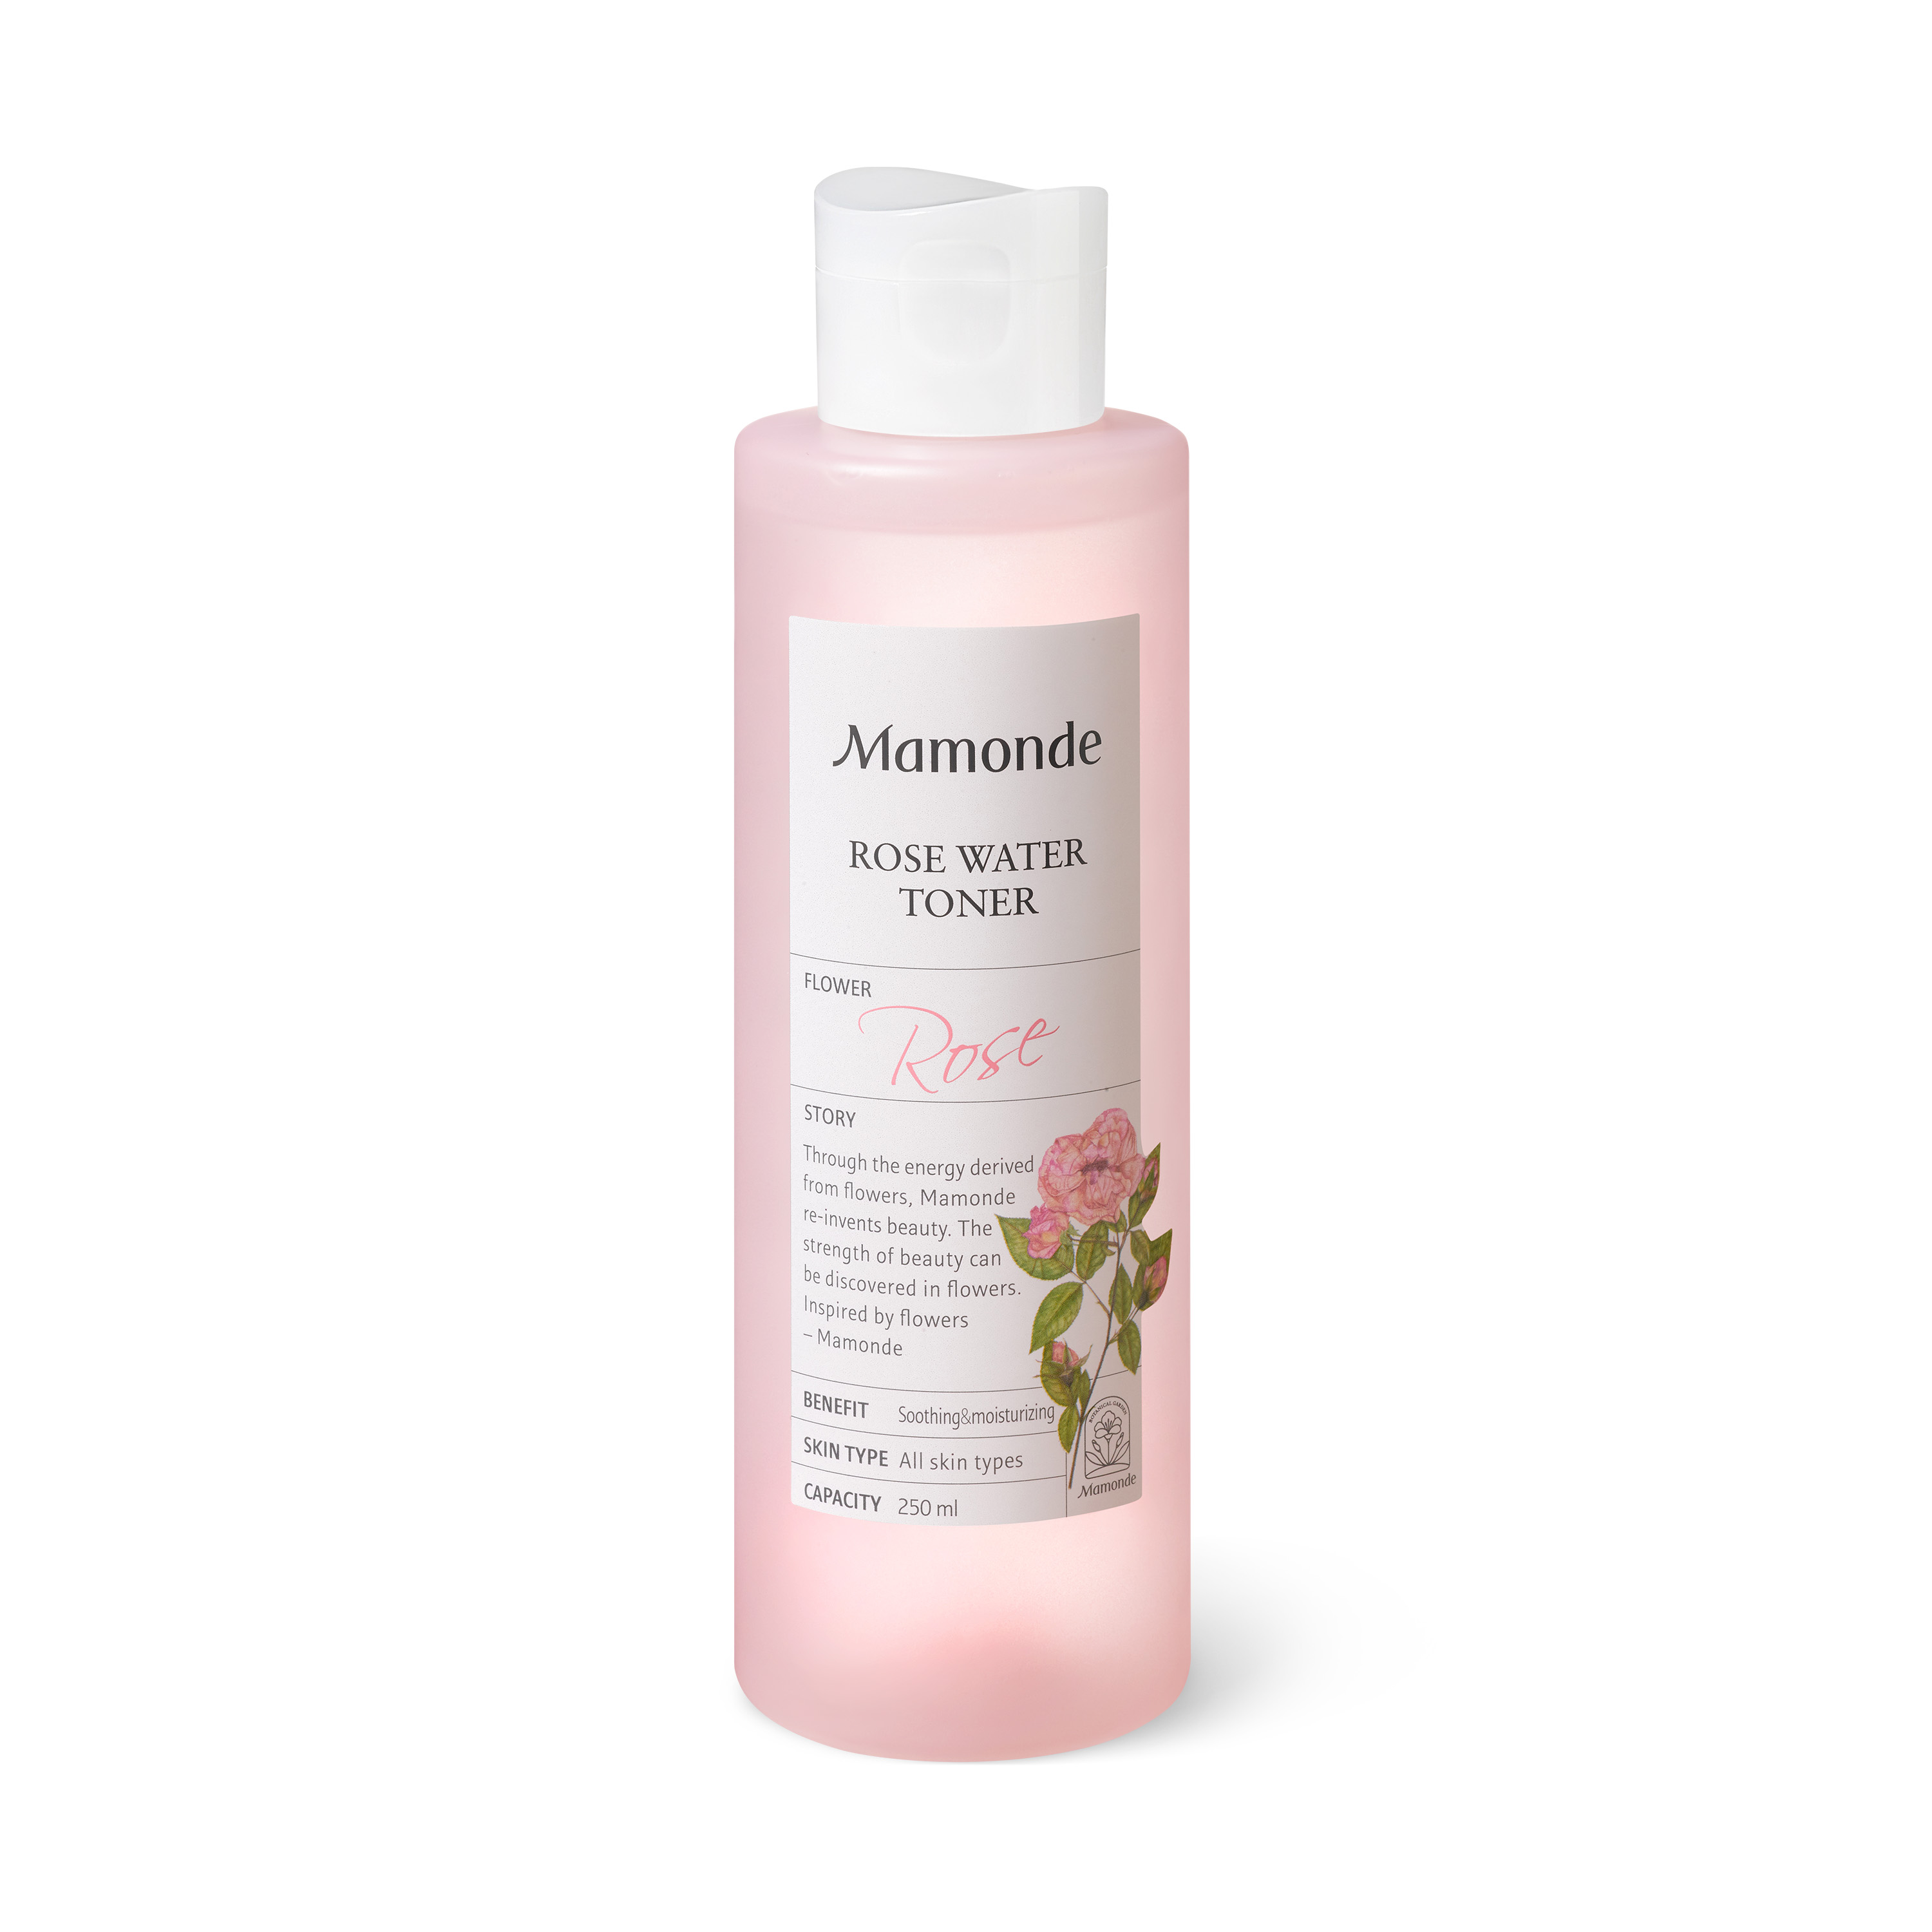 Mamonde
ROSE WATER
TONER
FLOWER
Rose
STORY
Through the energy derived
from flowers, Mamonde
re-invents beauty. The
strength of beauty can
be discovered in flowers.
Inspired by flowers
– Mamonde
BENEFIT Soothing&moisturizing
SKIN TYPE All skin types
CAPACITY 250 ml
BOTANICAL GARDEN
Mamonde